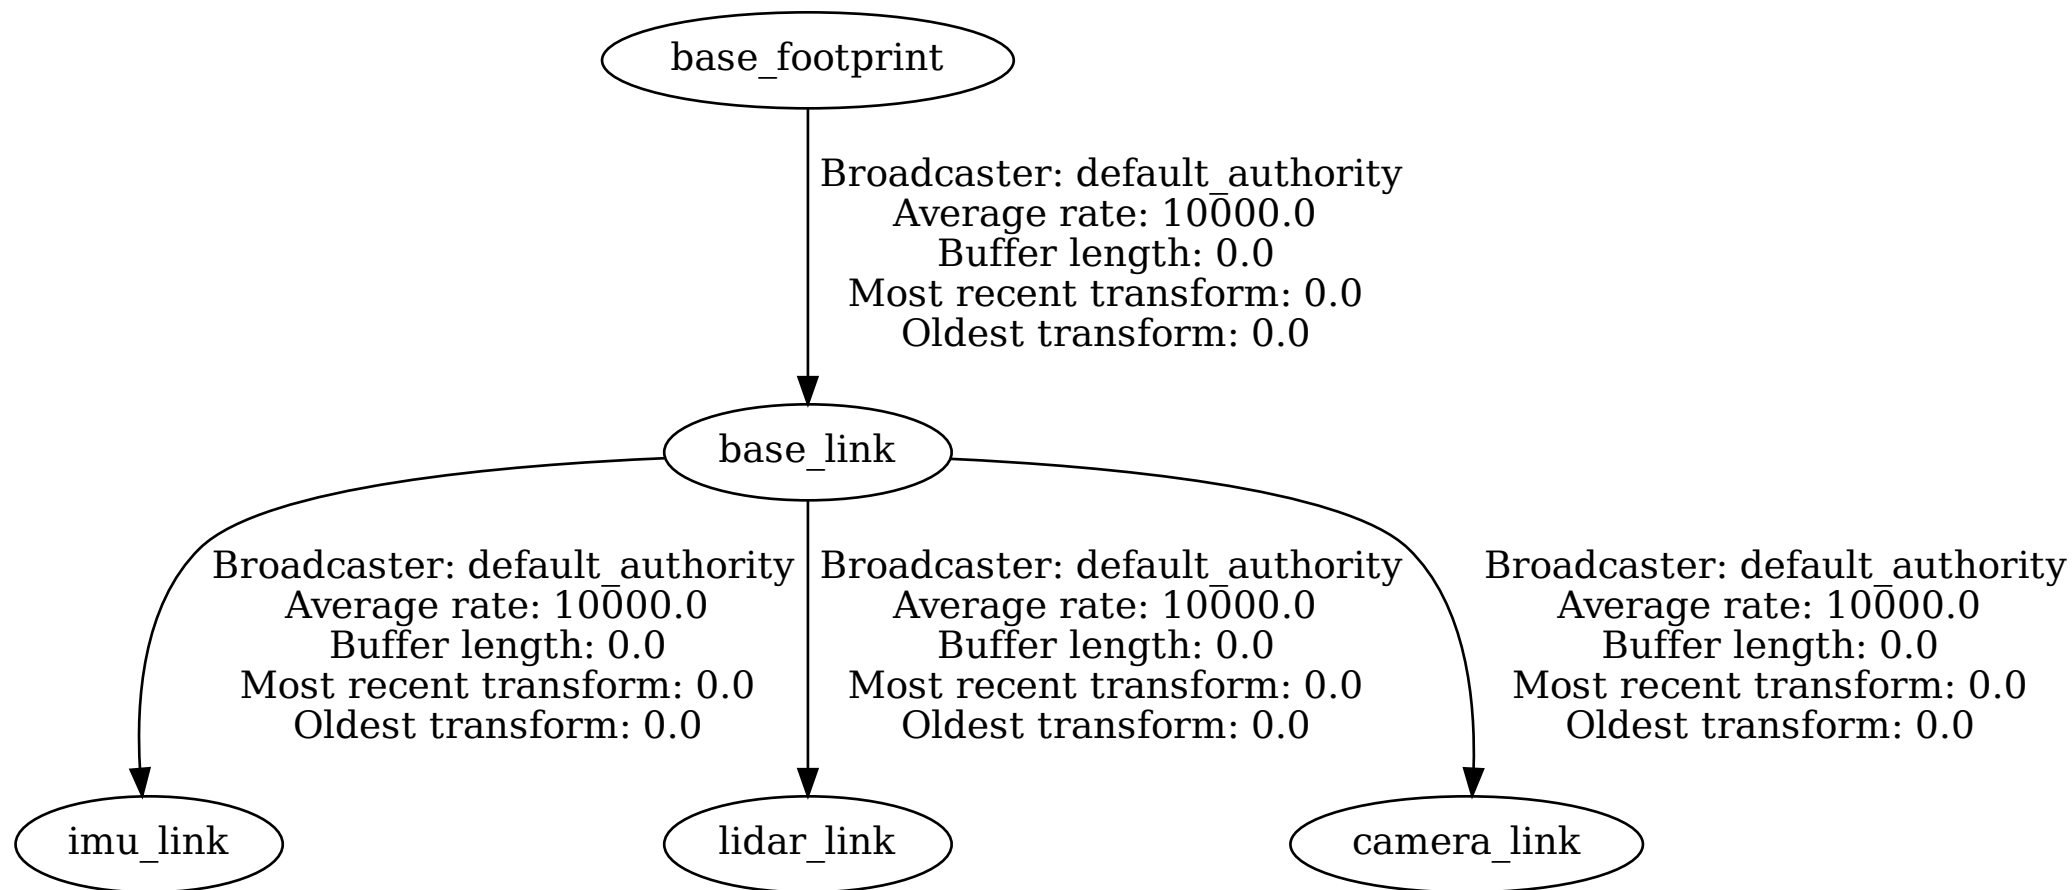 base_footprint
Broadcaster: default_authority
Average rate: 10000.0
Buffer length: 0.0
Most recent transform: 0.0
Oldest transform: 0.0
base_link
Broadcaster: default_authority
Average rate: 10000.0
Buffer length: 0.0
Most recent transform: 0.0
Oldest transform: 0.0
Broadcaster: default_authority
Average rate: 10000.0
Buffer length: 0.0
Most recent transform: 0.0
Oldest transform: 0.0
Broadcaster: default_authority
Average rate: 10000.0
Buffer length: 0.0
Most recent transform: 0.0
Oldest transform: 0.0
imu_link
lidar_link
camera_link